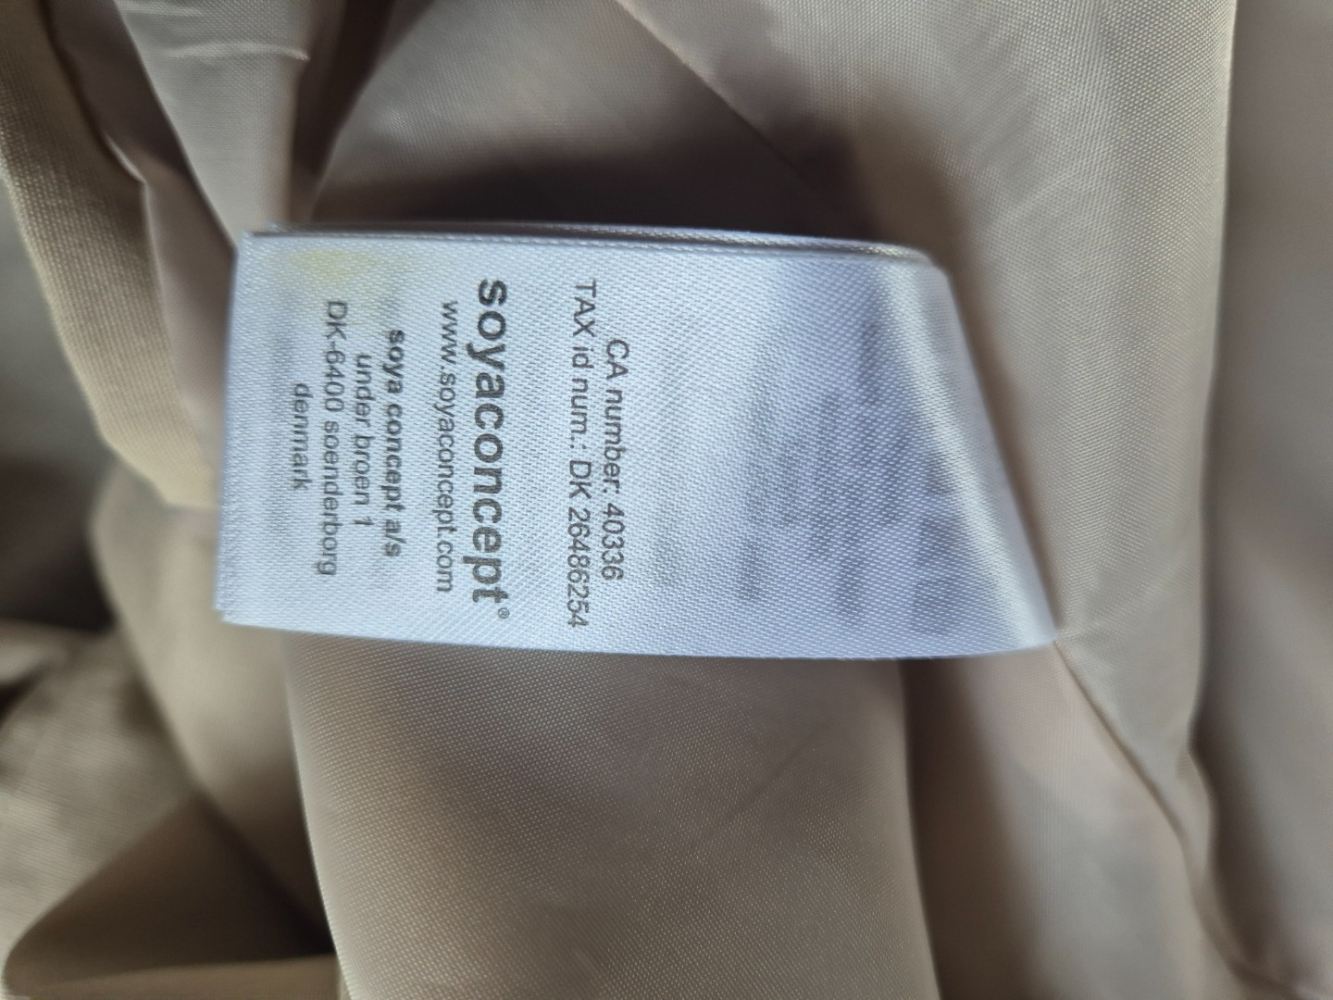 CA number: 40336
TAX id num.: DK 26486254
soyaconcept®
www.soyaconcept.com
soya concept a/s
under broen 1
DK-6400 soenderborg
denmark